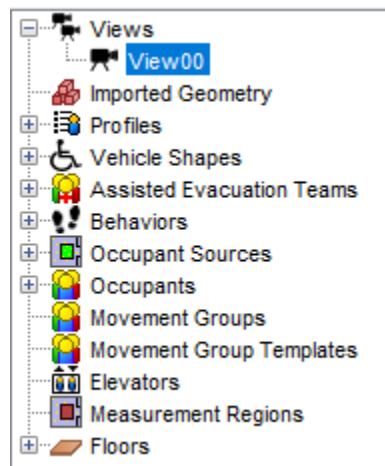 Views
View00
Imported Geometry
Profiles
Vehicle Shapes
Assisted Evacuation Teams
Behaviors
Occupant Sources
Occupants
Movement Groups
Movement Group Templates
Elevators
Measurement Regions
Floors